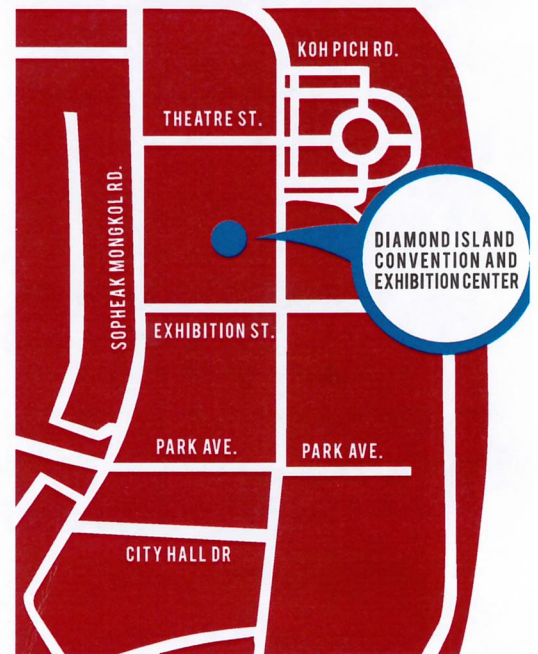 KOH PICH RD.
THEATRE ST.
SOPHEAK MONGKOL RD.
DIAMOND ISLAND
CONVENTION AND
EXHIBITION CENTER
EXHIBITION ST.
PARK AVE.
PARK AVE.
CITY HALL DR